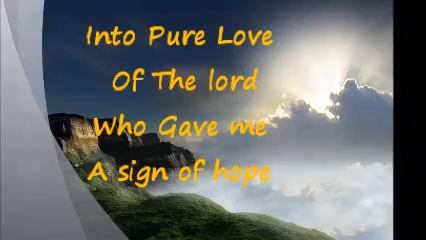 Into Pure Love
Of The lord
Who Gave me
A sign of hope